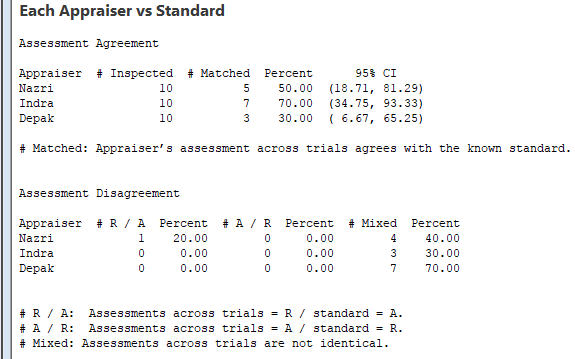 Each Appraiser vs Standard
Assessment Agreement
Appraiser # Inspected # Matched Percent 95% CI
Nazri 10 5 50.00 (18.71, 81.29)
Indra 10 7 70.00 (34.75, 93.33)
Depak 10 3 30.00 ( 6.67, 65.25)
# Matched: Appraiser's assessment across trials agrees with the known standard.
Assessment Disagreement
Appraiser # R / A Percent # A / R Percent # Mixed Percent
Nazri 1 20.00 0 0.00 4 40.00
Indra 0 0.00 0 0.00 3 30.00
Depak 0 0.00 0 0.00 7 70.00
# R / A: Assessments across trials = R / standard = A.
# A / R: Assessments across trials = A / standard = R.
# Mixed: Assessments across trials are not identical.